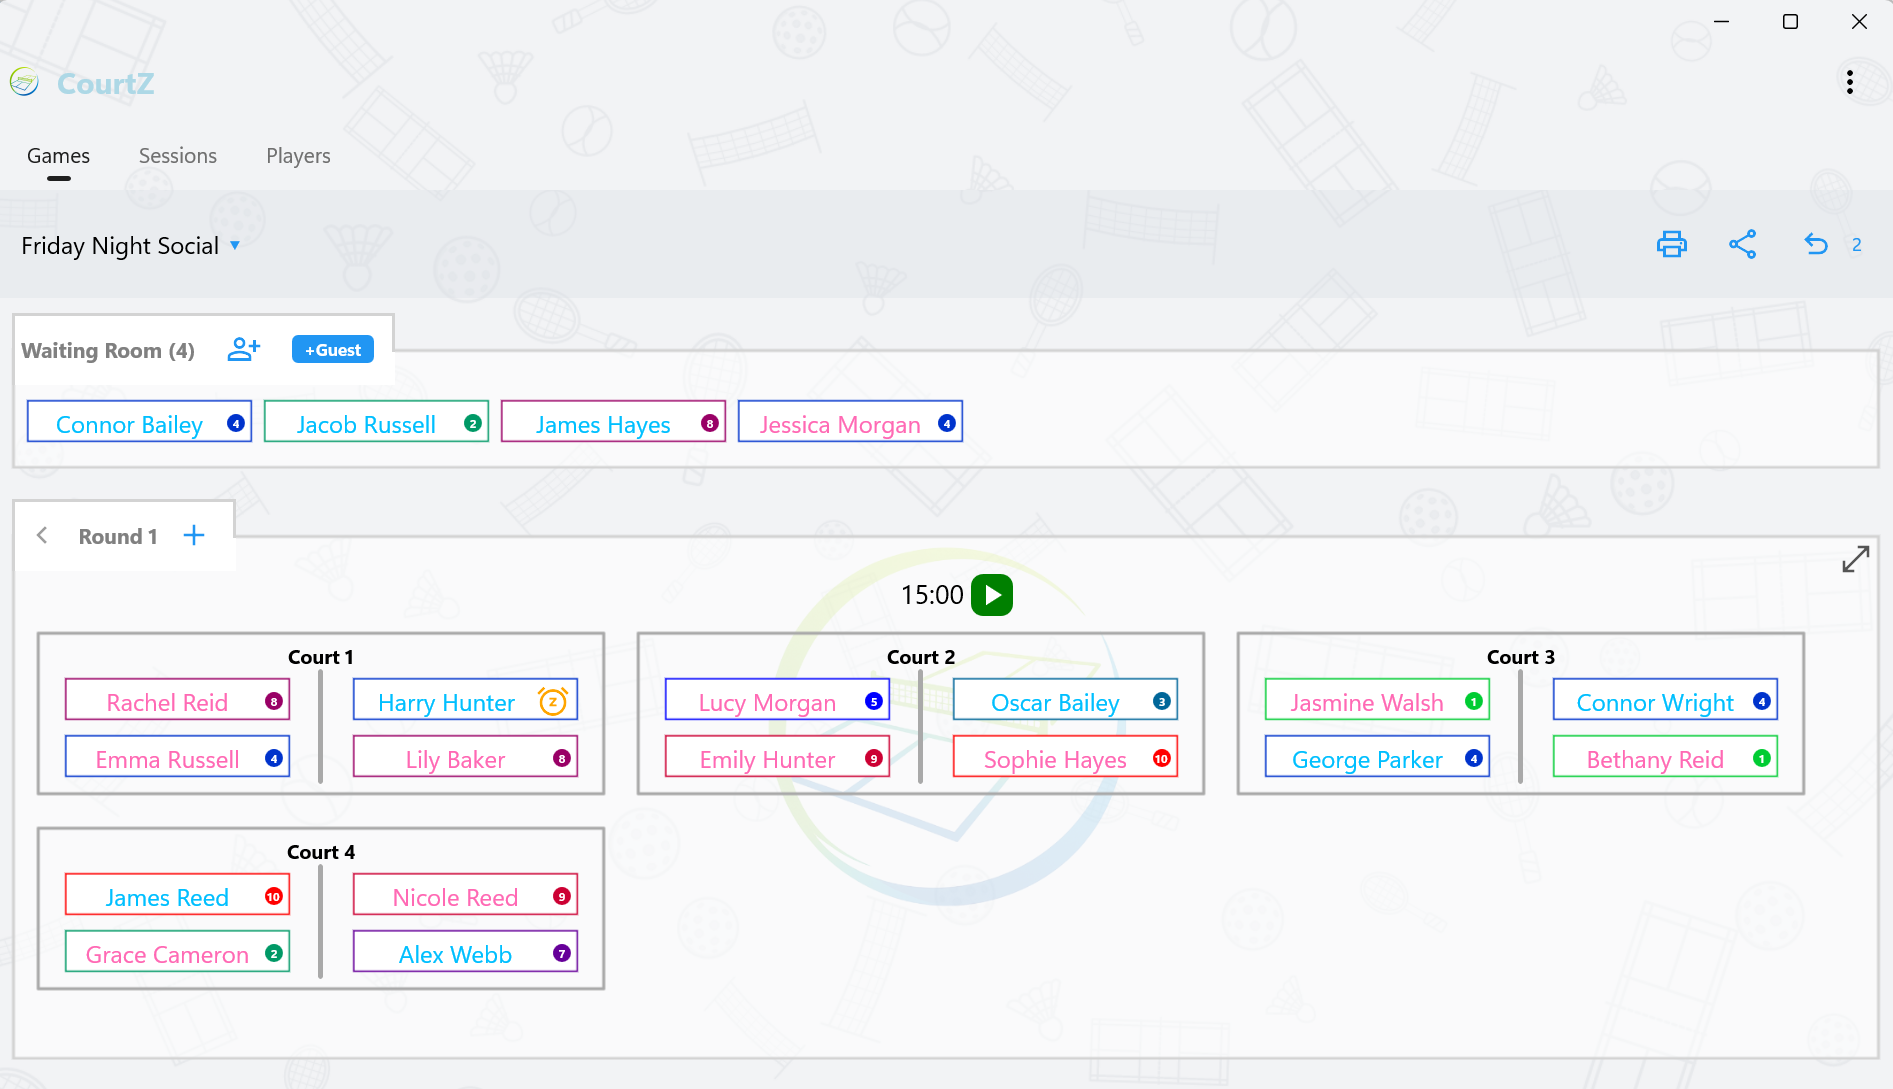 CourtZ
Games Sessions Players
Friday Night Social
2
Waiting Room (4) +Guest
Connor Bailey 4 Jacob Russell 2 James Hayes 8 Jessica Morgan 4
Round 1
15:00
Court 1
Rachel Reid 8 Harry Hunter z
Emma Russell 4 Lily Baker 8
Court 2
Lucy Morgan 5 Oscar Bailey 3
Emily Hunter 9 Sophie Hayes 10
Court 3
Jasmine Walsh 1 Connor Wright 4
George Parker 4 Bethany Reid 1
Court 4
James Reed 10 Nicole Reed 9
Grace Cameron 2 Alex Webb 7